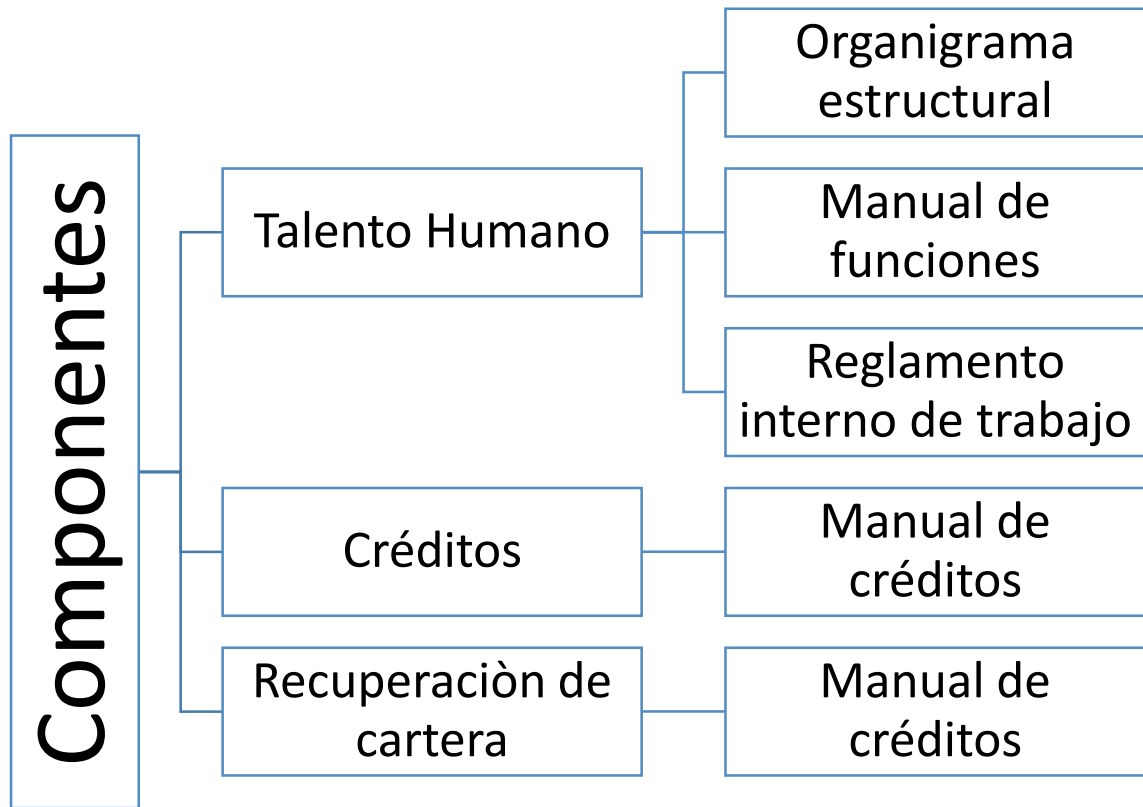 Componentes
Talento Humano
Organigrama
estructural
Manual de
funciones
Reglamento
interno de trabajo
Créditos
Manual de
créditos
Recuperaciòn de
cartera
Manual de
créditos